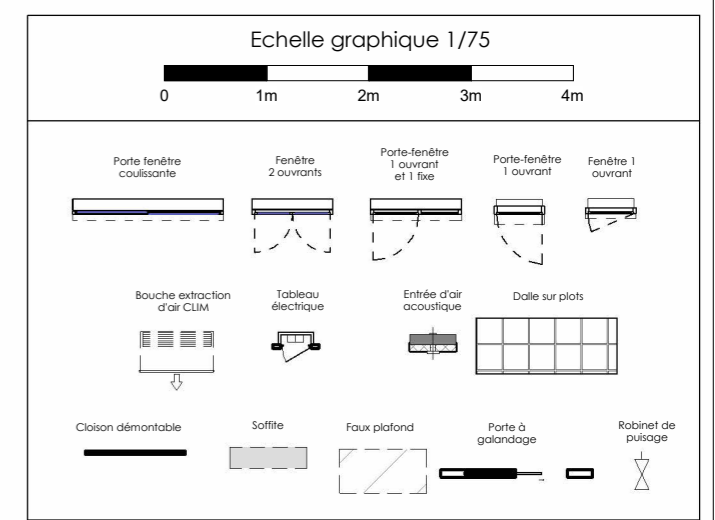 Echelle graphique 1/75
0 1m 2m 3m 4m
Porte fenêtre
coulissante
Fenêtre
2 ouvrants
Porte-fenêtre
1 ouvrant
et 1 fixe
Porte-fenêtre
1 ouvrant
Fenêtre 1
ouvrant
Bouche extraction
d'air CLIM
Tableau
électrique
Entrée d'air
acoustique
Dalle sur plots
Cloison démontable
Soffite
Faux plafond
Porte à
galandage
Robinet de
puisage